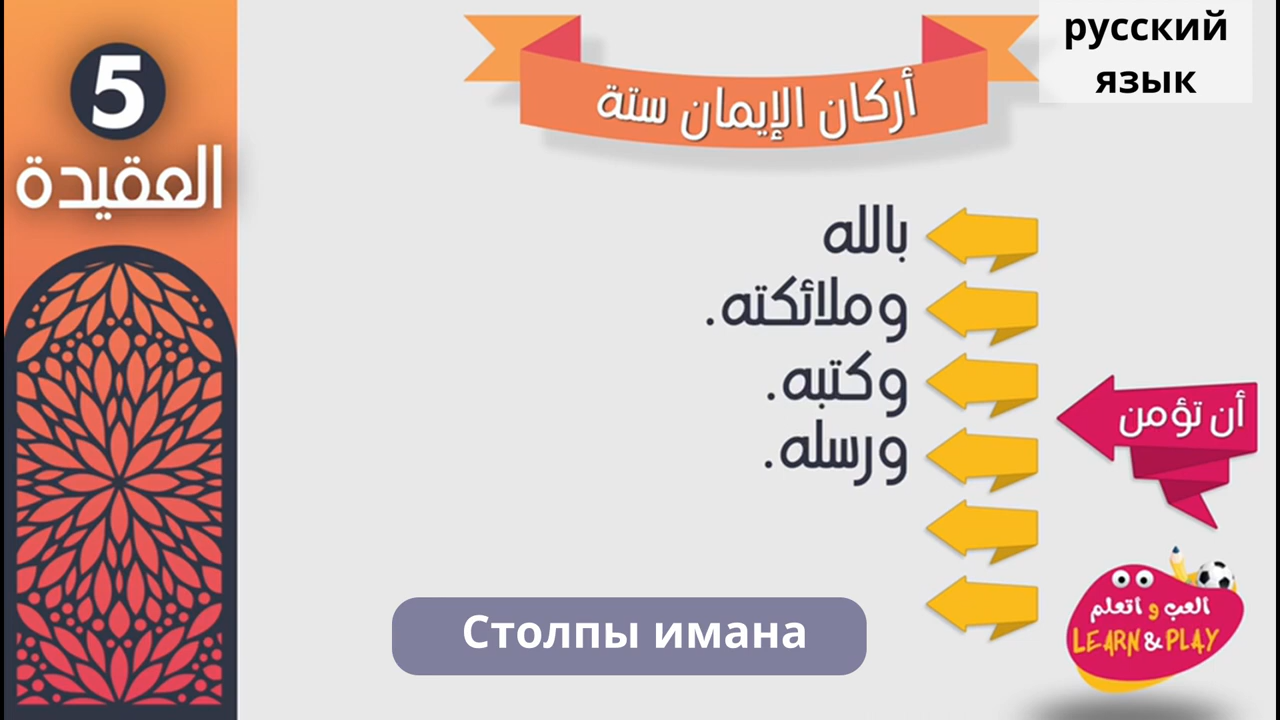 русский
язык
أركان الإيمان ستة
5
العقيدة
بالله
وملائكته.
وكتبه.
ورسله.
أن تؤمن
العب و اتعلم
LEARN & PLAY
Столпы имана